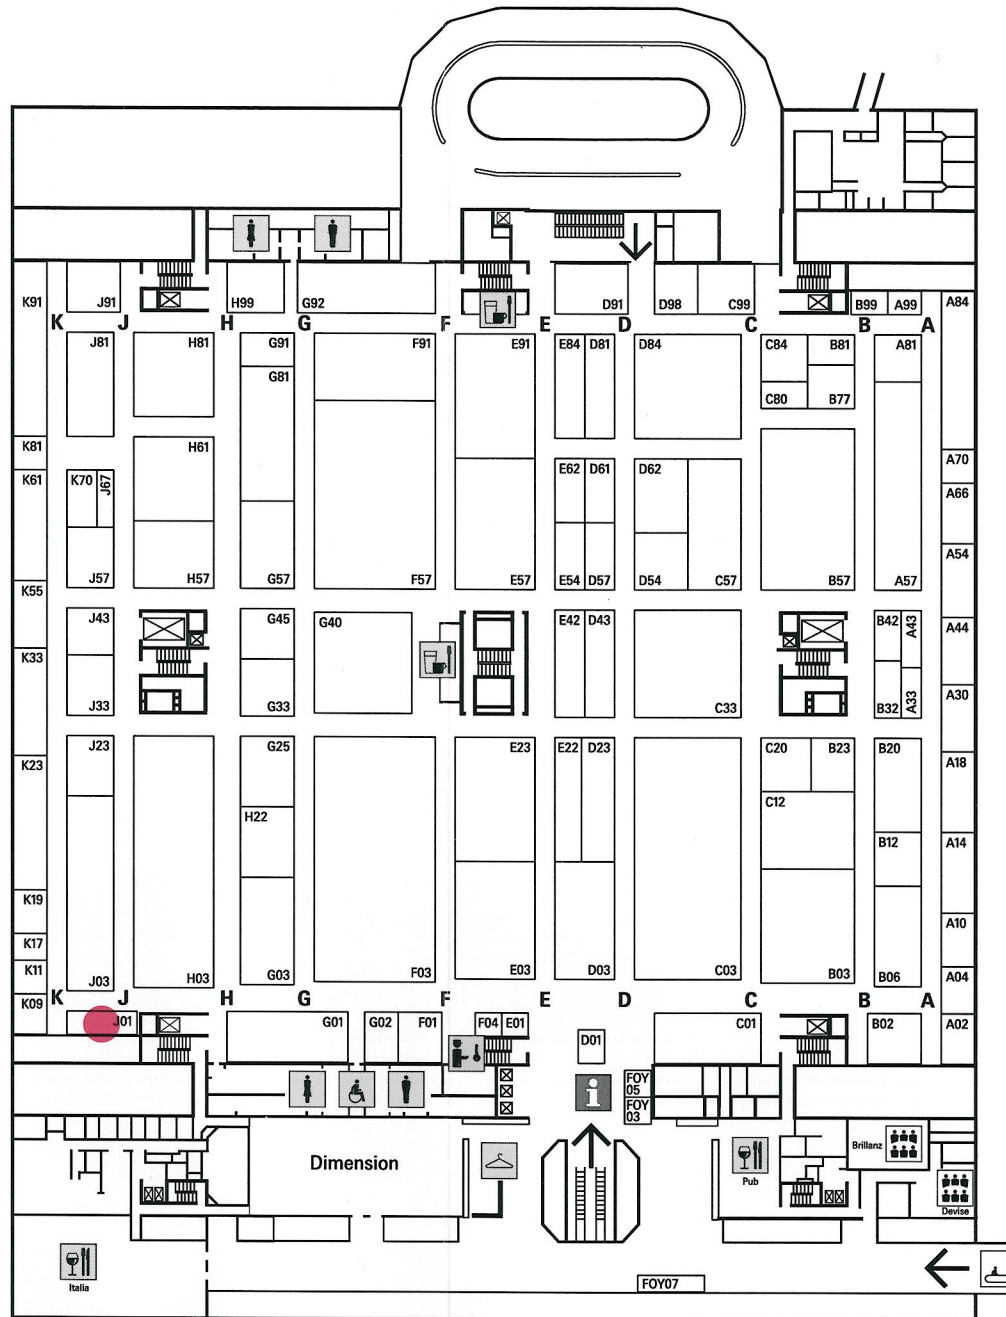 K91
J91
H99
G92
D91
D98
C99
B99
A99
A84
K
J
H
G
F
E
D
C
B
A
J81
H81
G91
F91
E91
E84
D81
D84
C84
B81
A81
G81
C80
B77
K81
H61
K61
K70
J67
E62
D61
D62
A70
A66
A54
J57
H57
G57
F57
E57
E54
D57
D54
C57
B57
A57
K55
J43
G45
G40
E42
D43
B42
A43
A44
K33
J33
G33
C33
B32
A33
A30
J23
G25
E23
E22
D23
C20
B23
B20
A18
K23
H22
C12
B12
A14
K19
K17
K11
K09
J03
H03
G03
F03
E03
D03
C03
B03
B06
A10
A04
K
J
H
G
F
E
D
C
B
A
J01
G01
G02
F01
F04
E01
D01
C01
B02
A02
i
FOY
05
FOY
03
Dimension
Pub
Brillanz
Devise
Italia
FOY07